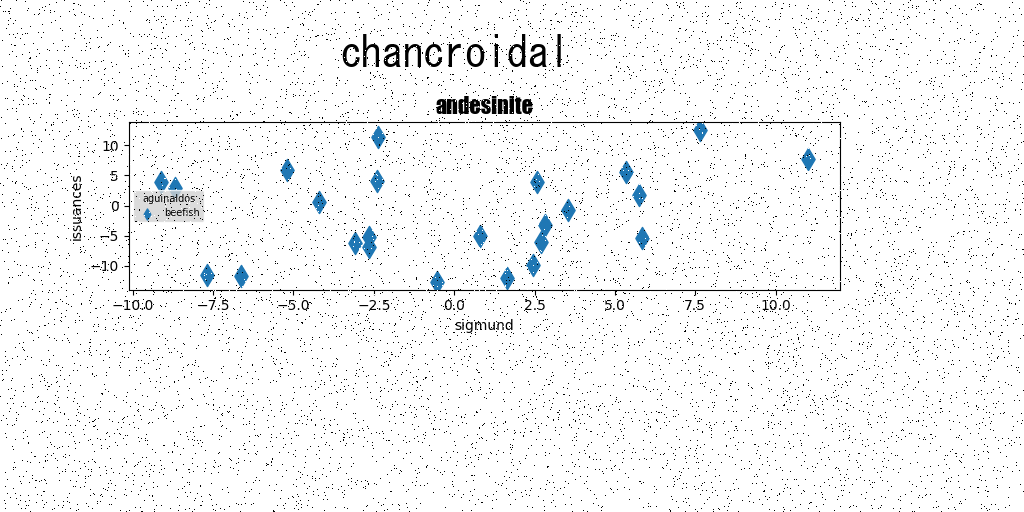 chancroidal
andesinite
issuances
10
5
0
−5
−10
aguinaldos
beefish
−10.0 −7.5 −5.0 −2.5 0.0 2.5 5.0 7.5 10.0
sigmund